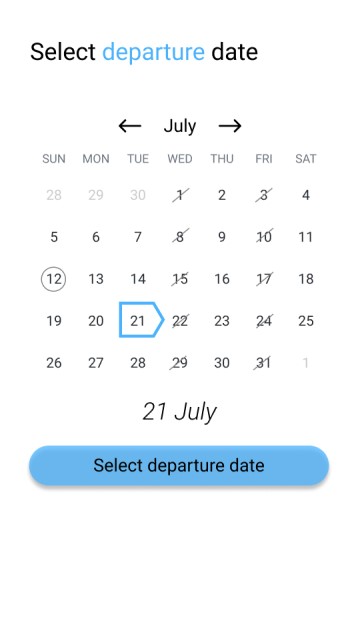 Select departure date
← July →
SUN MON TUE WED THU FRI SAT
28 29 30 1 2 3 4
5 6 7 8 9 10 11
12 13 14 15 16 17 18
19 20 21 22 23 24 25
26 27 28 29 30 31 1
21 July
Select departure date